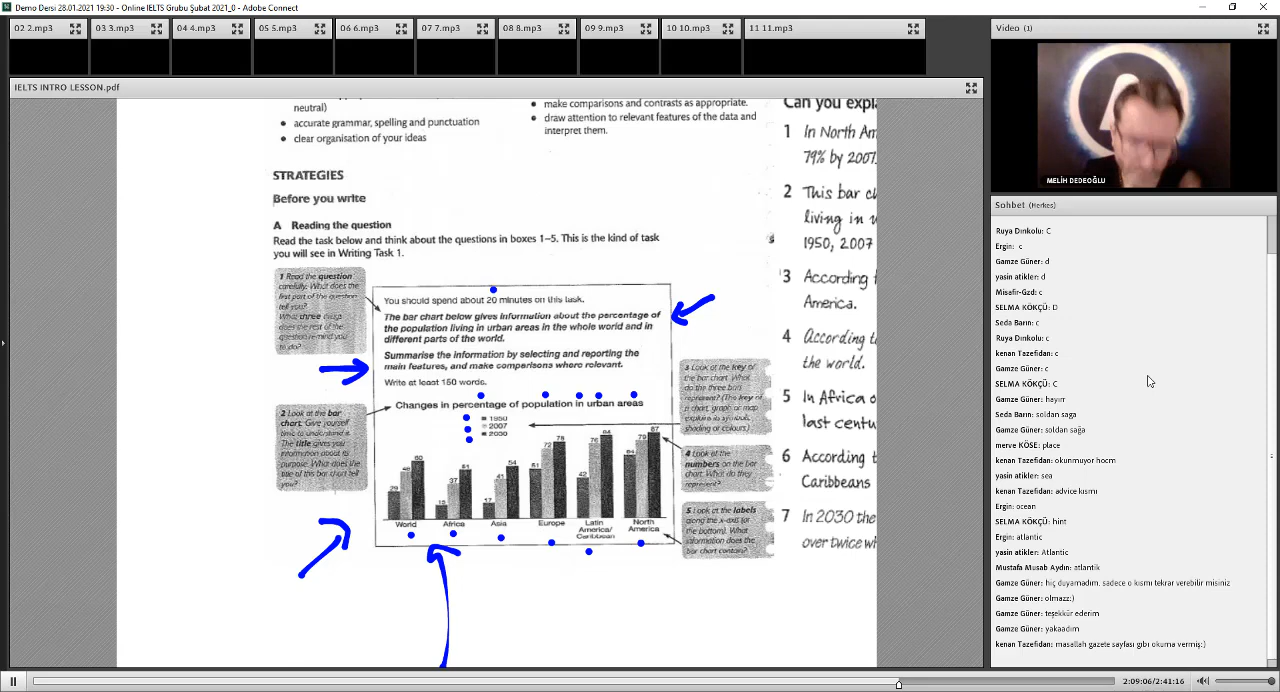 Demo Dersi 28.01.2021 19:30 - Online IELTS Grubu Şubat 2021_0 - Adobe Connect
02 2.mp3
03 3.mp3
04 4.mp3
05 5.mp3
06 6.mp3
07 7.mp3
08 8.mp3
09 9.mp3
10 10.mp3
11 11.mp3
IELTS INTRO LESSON.pdf
neutral)
• accurate grammar, spelling and punctuation
• clear organisation of your ideas
• make comparisons and contrasts as appropriate.
• draw attention to relevant features of the data and
interpret them.
STRATEGIES
Before you write
A Reading the question
Read the task below and think about the questions in boxes 1–5. This is the kind of task
you will see in Writing Task 1.
1 Read the question
carefully. What does the
first part of the question
tell you?
What three things
does the rest of the
question remind you
to do?
You should spend about 20 minutes on this task.
The bar chart below gives information about the percentage of
the population living in urban areas in the whole world and in
different parts of the world.
Summarise the information by selecting and reporting the
main features, and make comparisons where relevant.
Write at least 150 words.
2 Look at the bar
chart. Give yourself
time to understand it.
The title gives you
information about its
purpose. What does the
title of this bar chart tell
you?
Changes in percentage of population in urban areas
1950
2007
2030
29 60
15 37 51
17 41 54
51 72 78
42 76 84
64 79 87
World
Africa
Asia
Europe
Latin
America/
Caribbean
North
America
3 Look at the key of
the bar chart. What
do the three bars
represent? (The key of
a chart, graph or map
explains its symbols,
shading or colours.)
4 Look at the
numbers on the bar
chart. What do they
represent?
5 Look at the labels
along the x-axis (or
the bottom). What
information does the
bar chart contain?
Can you expl
1 In North Am
79% by 2007.
2 This bar ch
living in u
1950, 2007
3 According t
America.
4 According t
the world.
5 In Africa o
last centu
6 According t
Caribbeans
7 In 2030 the
over twice wh
Video (1)
MELİH DEDEOĞLU
Sohbet (Herkes)
Ruya Dınkolu: C
Ergin: c
Gamze Güner: d
yasin atikler: d
Misafir-Gzd: c
SELMA KÖKÇÜ: D
Seda Barın: c
Ruya Dınkolu: c
kenan Tazefidan: c
Gamze Güner: c
SELMA KÖKÇÜ: C
Gamze Güner: hayırr
Seda Barın: soldan saga
Gamze Güner: soldan sağa
merve KÖSE: place
kenan Tazefidan: okunmuyor hocm
yasin atikler: sea
kenan Tazefidan: advice kısmı
Ergin: ocean
SELMA KÖKÇÜ: hint
Ergin: atlantic
yasin atikler: Atlantic
Mustafa Musab Aydın: atlantik
Gamze Güner: hiç duyamadım. sadece o kısmı tekrar verebilir misiniz
Gamze Güner: olmazz:)
Gamze Güner: teşekkür ederim
Gamze Güner: yakaadım
kenan Tazefidan: masallah gazete sayfası gıbı okuma vermış:)
2:09:06/2:41:16